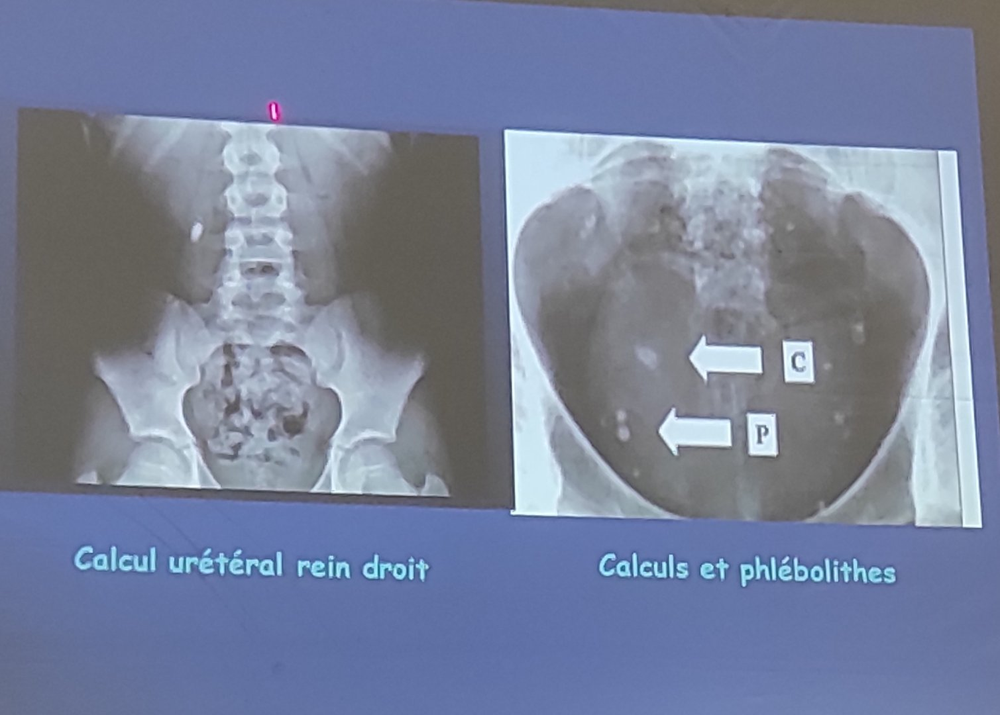 C
P
Calcul urétéral rein droit
Calculs et phlébolithes